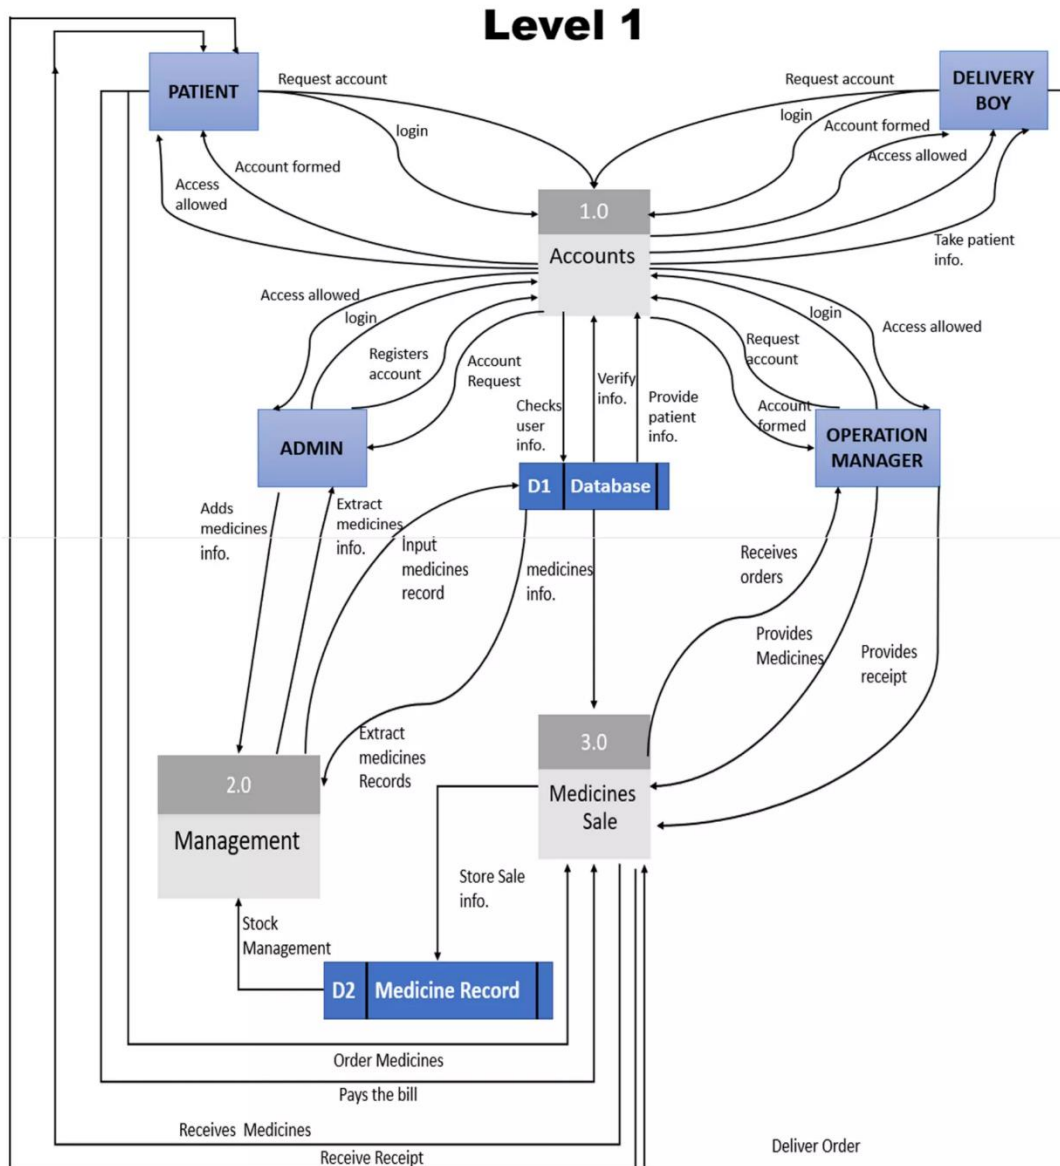 Level 1
PATIENT
Request account
login
Account formed
Access
allowed
DELIVERY
BOY
Request account
login
Account formed
Access allowed
Take patient
info.
1.0
Accounts
Access allowed
login
Registers
account
Account
Request
Checks
user
info.
Verify
info.
Provide
patient
info.
Request
account
login
Access allowed
Account
formed
ADMIN
OPERATION
MANAGER
D1
Database
Adds
medicines
info.
Extract
medicines
info.
Input
medicines
record
medicines
info.
Receives
orders
Provides
Medicines
Provides
receipt
Extract
medicines
Records
2.0
Management
3.0
Medicines
Sale
Store Sale
info.
Stock
Management
D2
Medicine Record
Order Medicines
Pays the bill
Receives Medicines
Receive Receipt
Deliver Order